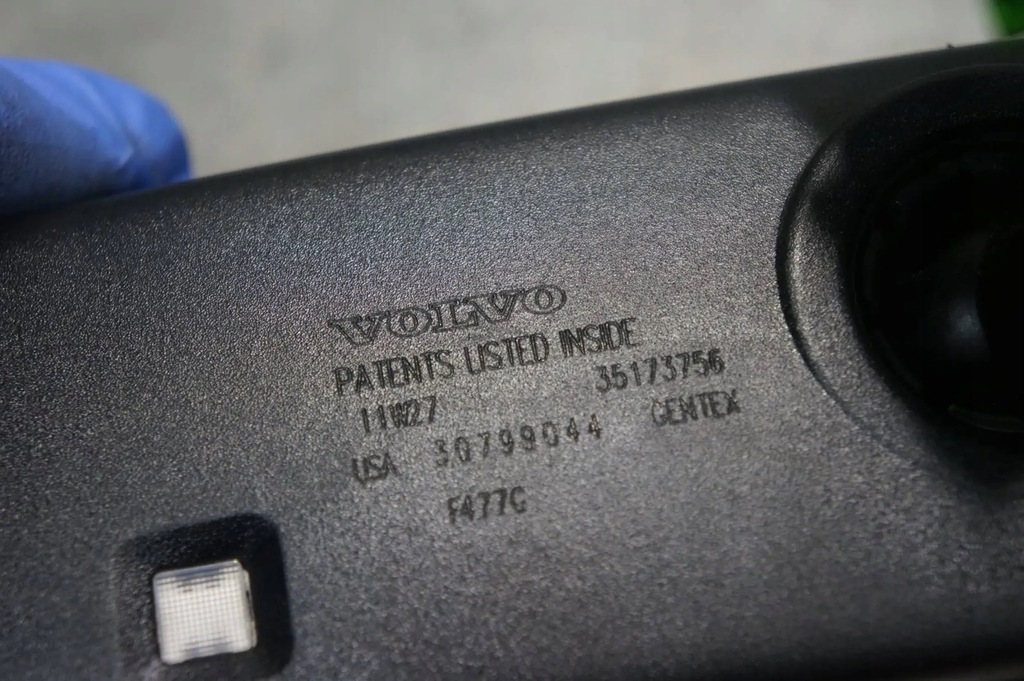 VOLVO
PATENTS LISTED INSIDE
11W27 35173756
USA 30799044 GENTEX
F477C